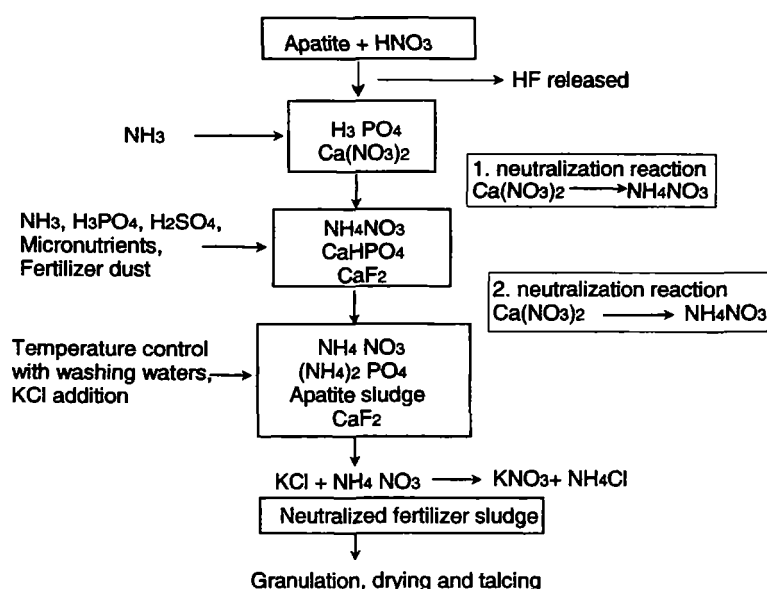 Apatite + HNO3
HF released
NH3
H3 PO4
Ca(NO3)2
1. neutralization reaction
Ca(NO3)2 NH4NO3
NH3, H3PO4, H2SO4,
Micronutrients,
Fertilizer dust
NH4NO3
CaHPO4
CaF2
2. neutralization reaction
Ca(NO3)2 NH4NO3
Temperature control
with washing waters,
KCl addition
NH4 NO3
(NH4)2 PO4
Apatite sludge
CaF2
KCl + NH4 NO3 KNO3+ NH4Cl
Neutralized fertilizer sludge
Granulation, drying and talcing